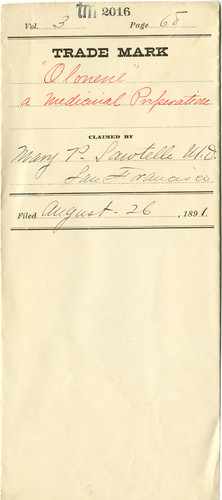 tm 2016
Vol. 3 Page 68
TRADE MARK
"Olonene"
a Medicinal Preparation
CLAIMED BY
Mary P. Sawtelle M.D.
San Francisco
Filed August 26, 1891